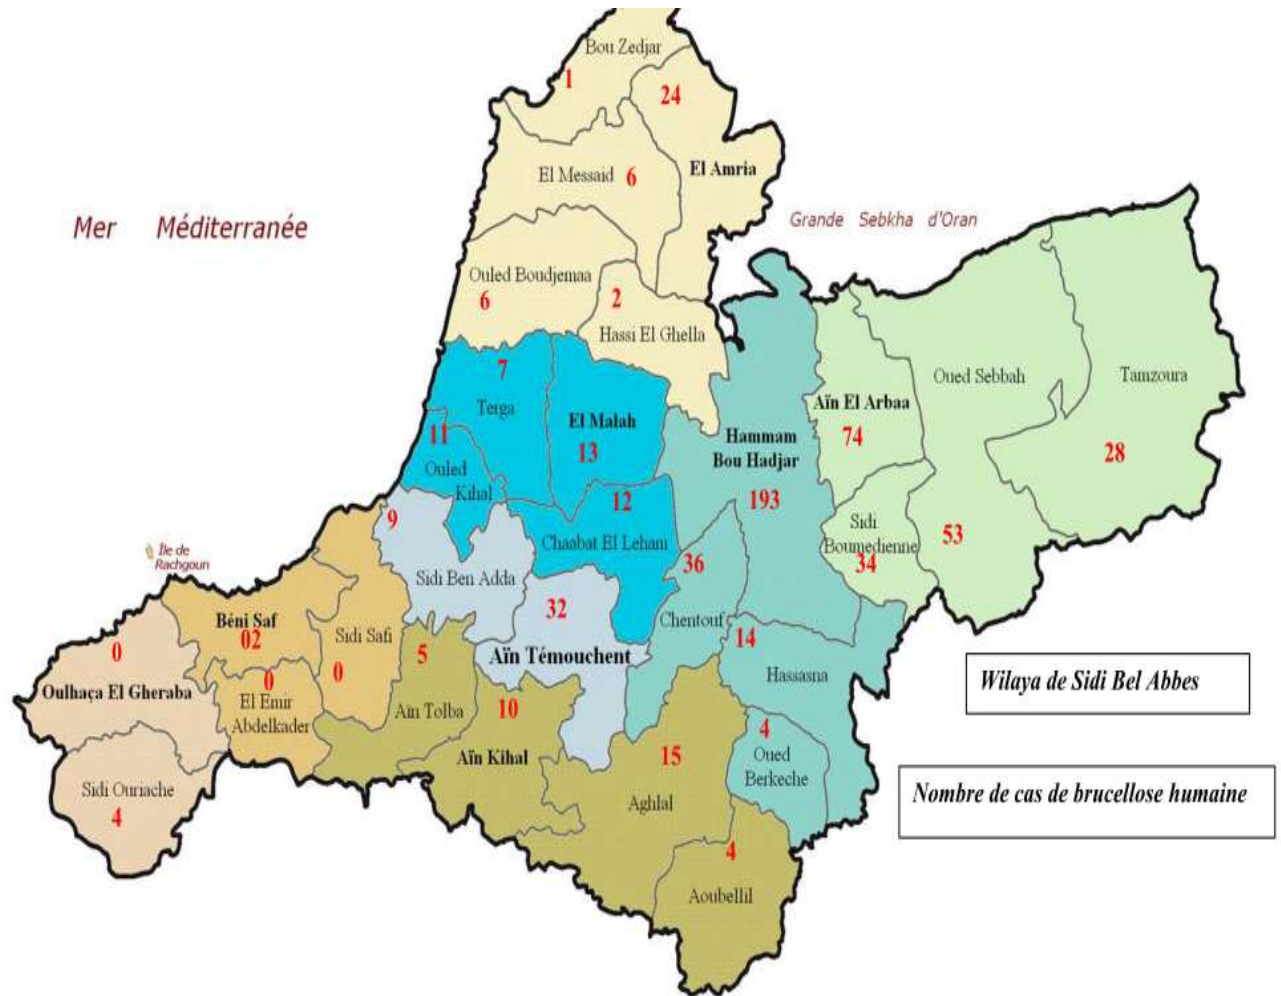 Bou Zedjar
1
24
El Messaid 6
El Amria
Mer Méditerranée
Grande Sebkha d'Oran
Ouled Boudjemaa
6
2
Hassi El Ghella
7
Terga
Oued Sebbah
Tamzoura
Aïn El Arbaa
74
El Malah
13
11
Ouled
Kihal
Hammam
Bou Hadjar
193
28
12
Chaabat El Leham
9
Sidi Ben Adda
Sidi
Boumedienne
34
53
Île de
Rachgoun
36
Chentouf
32
Aïn Témouchent
Béni Saf
02
Sidi Safi
0
0
Oulhaça El Gheraba
0
El Emir
Abdelkader
5
Ain Tolba
14
Hassasna
Wilaya de Sidi Bel Abbes
10
Aïn Kihal
15
Aghlal
4
Oued
Berkeche
Sidi Ouriache
4
Nombre de cas de brucellose humaine
4
Aoubellil